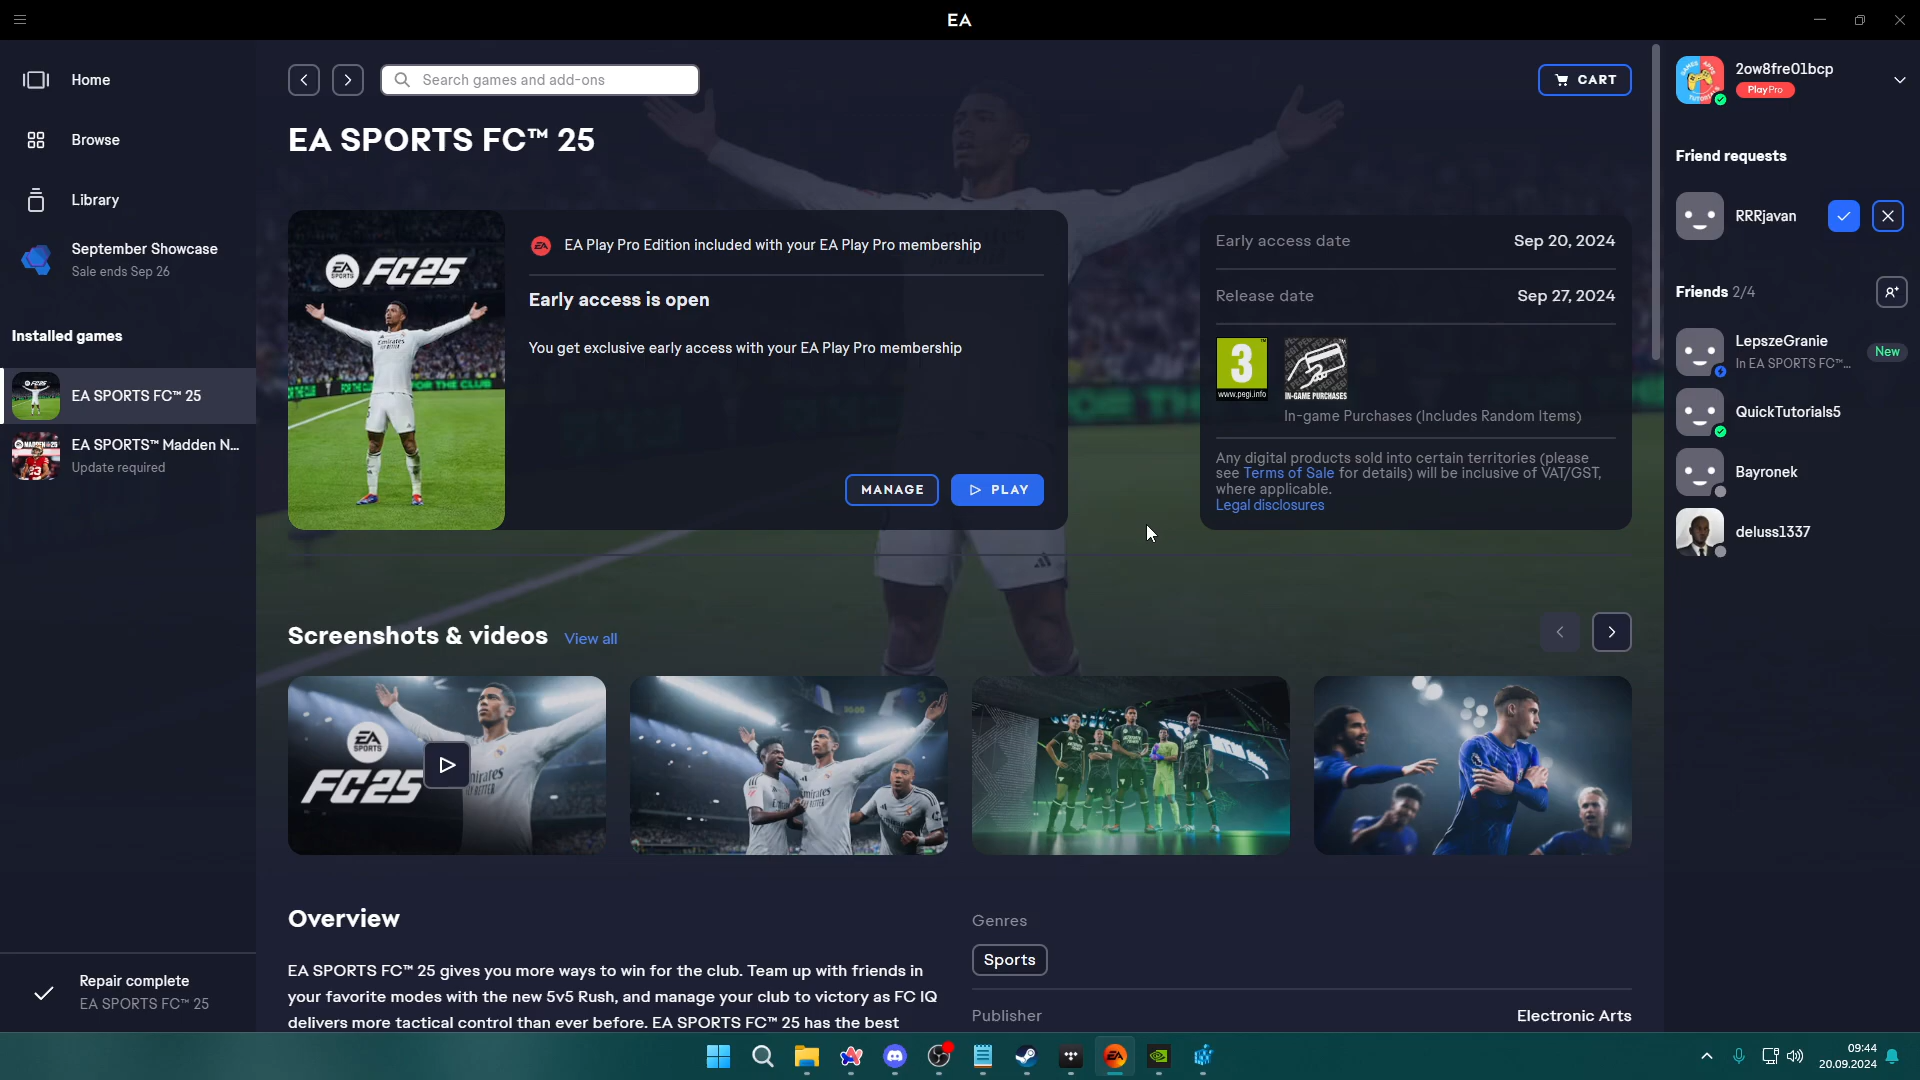 EA
Home
Browse
Library
September Showcase
Sale ends Sep 26
Installed games
EA SPORTS FC™ 25
EA SPORTS™ Madden N...
Update required
Repair complete
EA SPORTS FC™ 25
Search games and add-ons
CART
EA SPORTS FC™ 25
EA SPORTS FC25
EA Play Pro Edition included with your EA Play Pro membership
Early access is open
You get exclusive early access with your EA Play Pro membership
MANAGE
PLAY
Early access date
Sep 20, 2024
Release date
Sep 27, 2024
3
www.pegi.info
IN-GAME PURCHASES
In-game Purchases (Includes Random Items)
Any digital products sold into certain territories (please
see Terms of Sale for details) will be inclusive of VAT/GST,
where applicable.
Legal disclosures
Screenshots & videos
View all
EA SPORTS
FC25
Overview
EA SPORTS FC™ 25 gives you more ways to win for the club. Team up with friends in
your favorite modes with the new 5v5 Rush, and manage your club to victory as FC IQ
delivers more tactical control than ever before. EA SPORTS FC™ 25 has the best
Genres
Sports
Publisher
Electronic Arts
2ow8fre01bcp
Play Pro
Friend requests
RRRjavan
Friends 2/4
LepszeGranie
In EA SPORTS FC™...
New
QuickTutorials5
Bayronek
deluss1337
09:44
20.09.2024